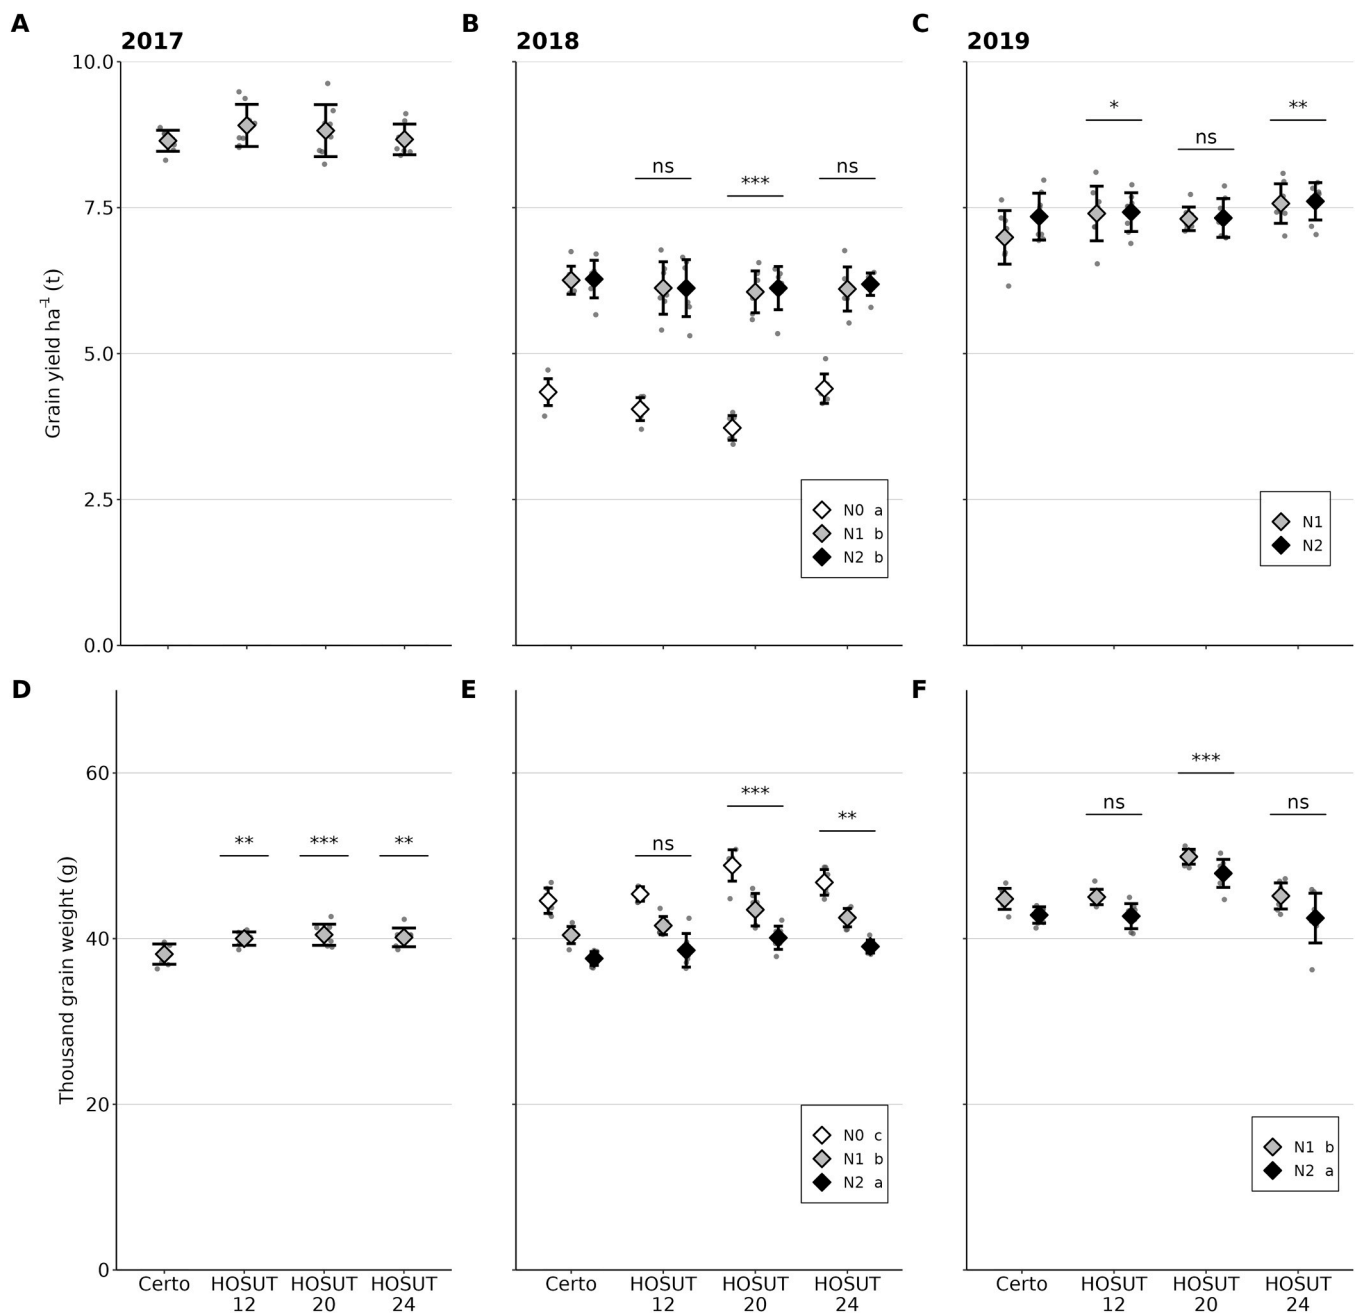 A
2017
B
2018
C
2019
Grain yield ha⁻¹ (t)
10.0
7.5
5.0
2.5
0.0
ns
***
ns
N0 a
N1 b
N2 b
*
ns
**
N1
N2
D
E
F
Thousand grain weight (g)
60
40
20
0
**
***
**
ns
***
**
N0 c
N1 b
N2 a
ns
***
ns
N1 b
N2 a
Certo
HOSUT
12
HOSUT
20
HOSUT
24
Certo
HOSUT
12
HOSUT
20
HOSUT
24
Certo
HOSUT
12
HOSUT
20
HOSUT
24